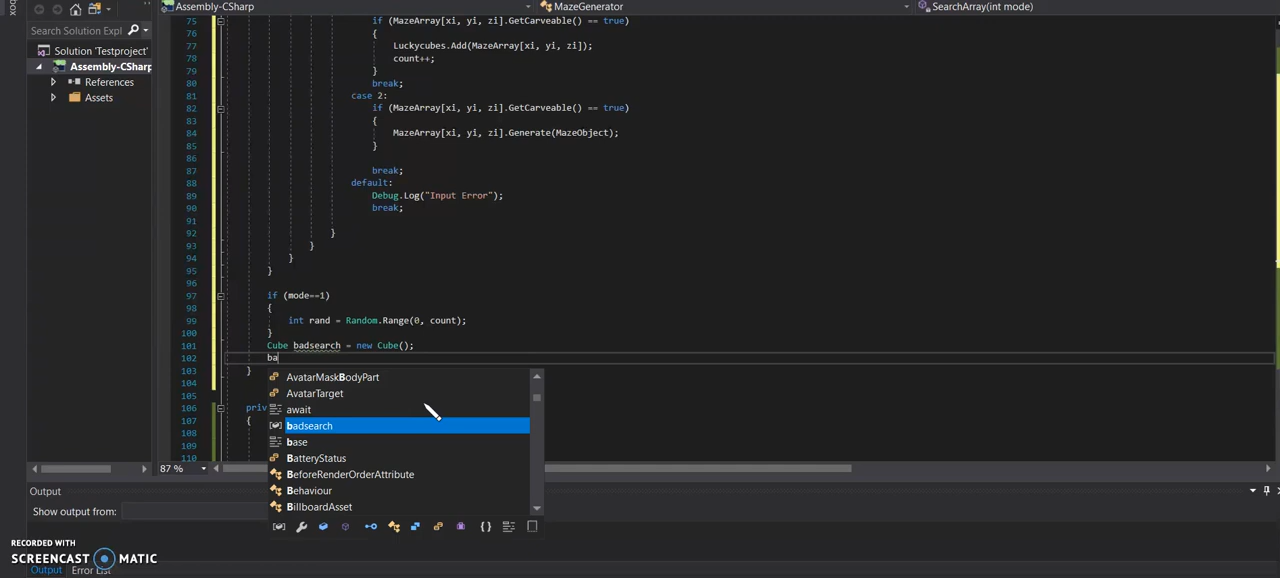 Assembly-CSharp
MazeGenerator
SearchArray(int mode)
Search Solution Expl
Solution 'Testproject'
Assembly-CSharp
References
Assets
75 if (MazeArray[xi, yi, zi].GetCarveable() == true)
76 {
77 Luckycubes.Add(MazeArray[xi, yi, zi]);
78 count++;
79 }
80 break;
81 case 2:
82 if (MazeArray[xi, yi, zi].GetCarveable() == true)
83 {
84 MazeArray[xi, yi, zi].Generate(MazeObject);
85 }
86
87 break;
88 default:
89 Debug.Log("Input Error");
90 break;
91
92 }
93 }
94 }
95 }
96
97 if (mode==1)
98 {
99 int rand = Random.Range(0, count);
100 }
101 Cube badsearch = new Cube();
102 ba
103 }
104
105
106 priv
107 {
108
109
110
AvatarMaskBodyPart
AvatarTarget
await
badsearch
base
BatteryStatus
BeforeRenderOrderAttribute
Behaviour
BillboardAsset
87 %
Output
Show output from:
RECORDED WITH
SCREENCAST MATIC
Output Error List